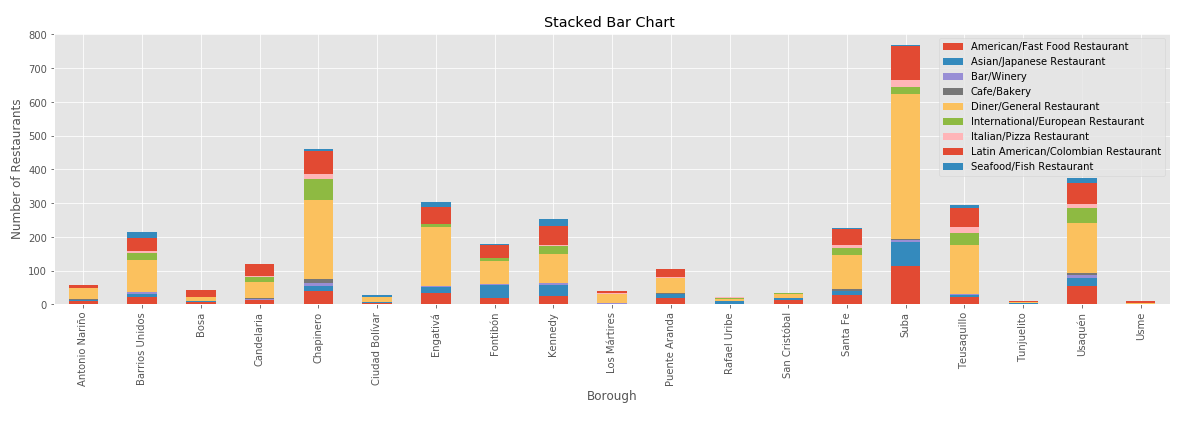 Stacked Bar Chart
Number of Restaurants
800
700
600
500
400
300
200
100
0
American/Fast Food Restaurant
Asian/Japanese Restaurant
Bar/Winery
Cafe/Bakery
Diner/General Restaurant
International/European Restaurant
Italian/Pizza Restaurant
Latin American/Colombian Restaurant
Seafood/Fish Restaurant
Antonio Nariño
Barrios Unidos
Bosa
Candelaria
Chapinero
Ciudad Bolívar
Engativá
Fontibón
Kennedy
Los Mártires
Puente Aranda
Rafael Uribe
San Cristóbal
Santa Fe
Suba
Teusaquillo
Tunjuelito
Usaquén
Usme
Borough